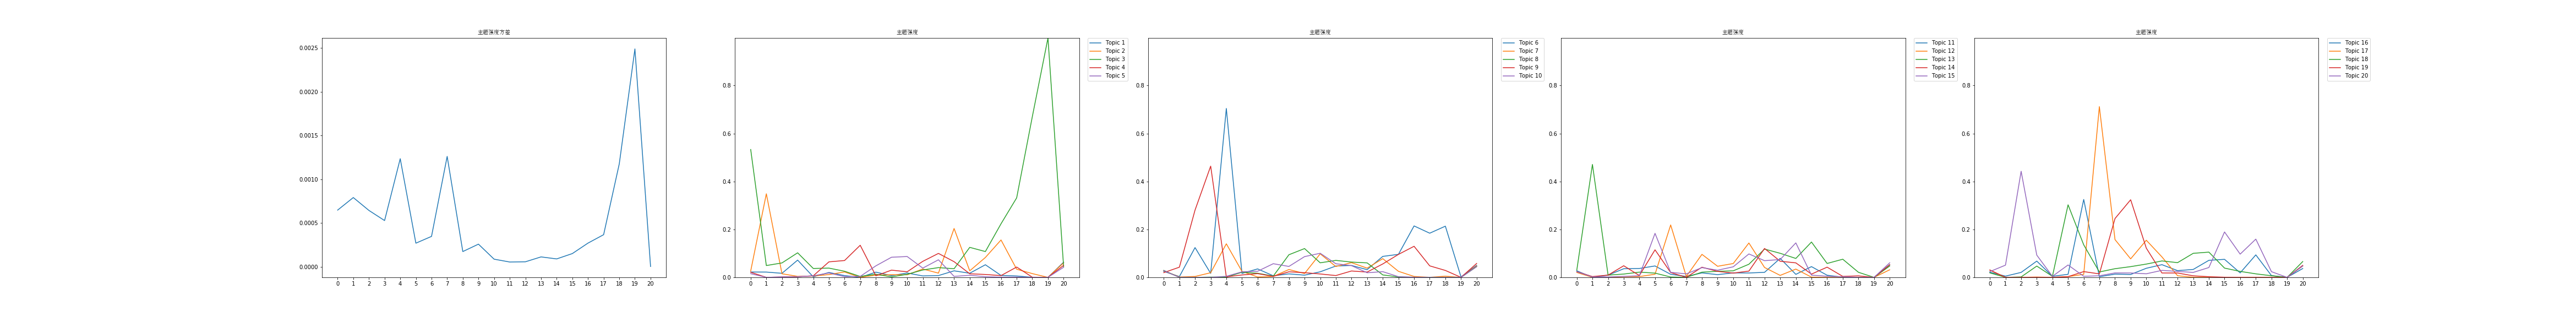 主题强度方差
0.0025
0.0020
0.0015
0.0010
0.0005
0.0000
0 1 2 3 4 5 6 7 8 9 10 11 12 13 14 15 16 17 18 19 20
主题强度
0.8
0.6
0.4
0.2
0.0
0 1 2 3 4 5 6 7 8 9 10 11 12 13 14 15 16 17 18 19 20
Topic 1
Topic 2
Topic 3
Topic 4
Topic 5
主题强度
0.8
0.6
0.4
0.2
0.0
0 1 2 3 4 5 6 7 8 9 10 11 12 13 14 15 16 17 18 19 20
Topic 6
Topic 7
Topic 8
Topic 9
Topic 10
主题强度
0.8
0.6
0.4
0.2
0.0
0 1 2 3 4 5 6 7 8 9 10 11 12 13 14 15 16 17 18 19 20
Topic 11
Topic 12
Topic 13
Topic 14
Topic 15
主题强度
0.8
0.6
0.4
0.2
0.0
0 1 2 3 4 5 6 7 8 9 10 11 12 13 14 15 16 17 18 19 20
Topic 16
Topic 17
Topic 18
Topic 19
Topic 20